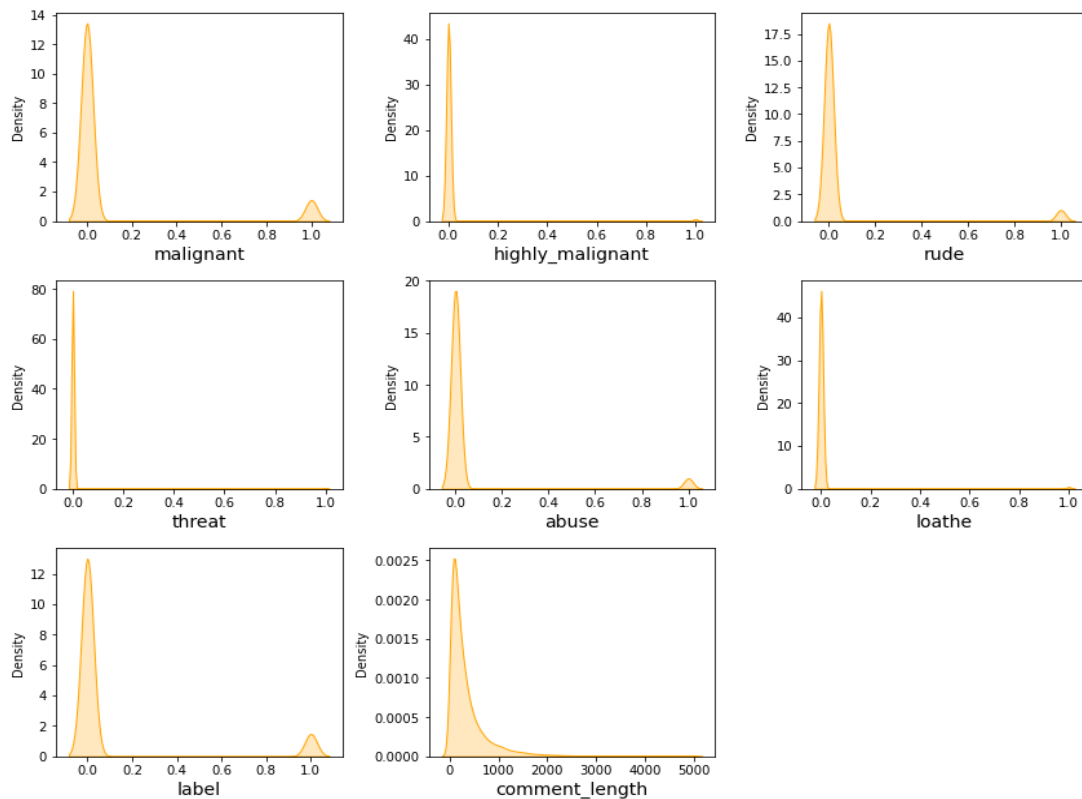 14
12
10
8
6
4
2
0
Density
0.0 0.2 0.4 0.6 0.8 1.0
malignant
40
30
20
10
0
Density
0.0 0.2 0.4 0.6 0.8 1.0
highly_malignant
17.5
15.0
12.5
10.0
7.5
5.0
2.5
0.0
Density
0.0 0.2 0.4 0.6 0.8 1.0
rude
80
60
40
20
0
Density
0.0 0.2 0.4 0.6 0.8 1.0
threat
20
15
10
5
0
Density
0.0 0.2 0.4 0.6 0.8 1.0
abuse
40
30
20
10
0
Density
0.0 0.2 0.4 0.6 0.8 1.0
loathe
12
10
8
6
4
2
0
Density
0.0 0.2 0.4 0.6 0.8 1.0
label
0.0025
0.0020
0.0015
0.0010
0.0005
0.0000
Density
0 1000 2000 3000 4000 5000
comment_length